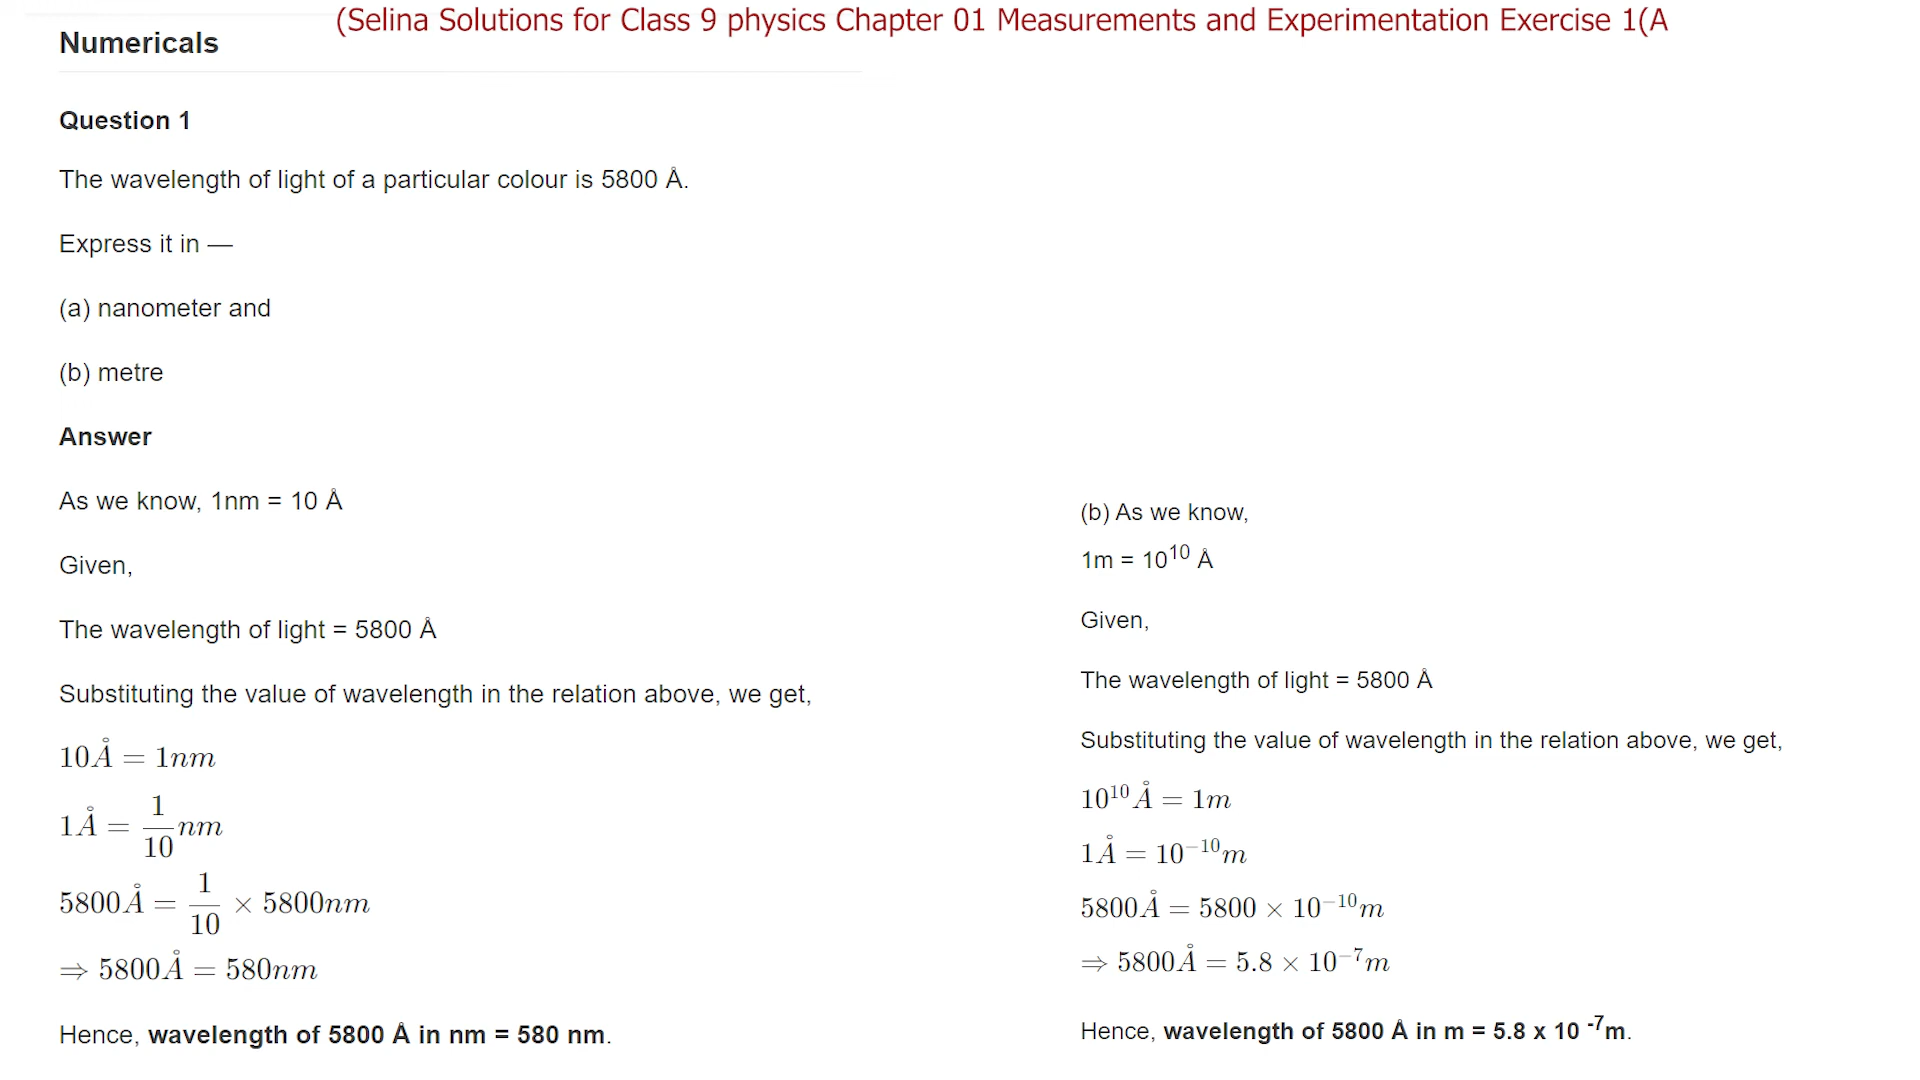 (Selina Solutions for Class 9 physics Chapter 01 Measurements and Experimentation Exercise 1(A
Numericals
Question 1
The wavelength of light of a particular colour is 5800 Å.
Express it in —
(a) nanometer and
(b) metre
Answer
As we know, 1nm = 10 Å
Given,
The wavelength of light = 5800 Å
Substituting the value of wavelength in the relation above, we get,
10Å = 1nm
1Å = 1/10 nm
5800Å = 1/10 × 5800nm
⇒ 5800Å = 580nm
Hence, wavelength of 5800 Å in nm = 580 nm.
(b) As we know,
1m = 10^10 Å
Given,
The wavelength of light = 5800 Å
Substituting the value of wavelength in the relation above, we get,
10^10 Å = 1m
1Å = 10^−10 m
5800Å = 5800 × 10^−10 m
⇒ 5800Å = 5.8 × 10^−7 m
Hence, wavelength of 5800 Å in m = 5.8 x 10 ^-7 m.